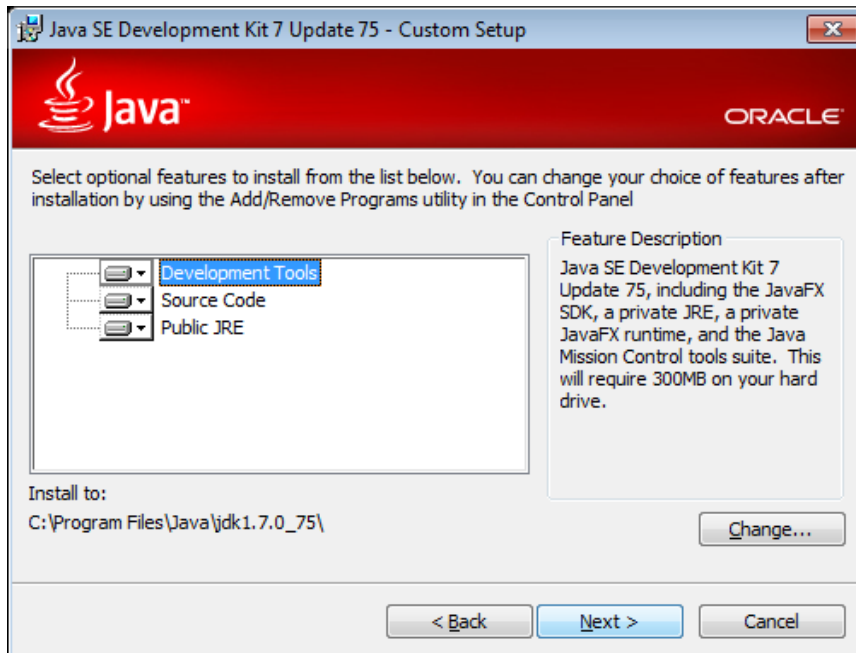 Java SE Development Kit 7 Update 75 - Custom Setup
Java™
ORACLE®
Select optional features to install from the list below. You can change your choice of features after
installation by using the Add/Remove Programs utility in the Control Panel
Development Tools
Source Code
Public JRE
Feature Description
Java SE Development Kit 7
Update 75, including the JavaFX
SDK, a private JRE, a private
JavaFX runtime, and the Java
Mission Control tools suite. This
will require 300MB on your hard
drive.
Install to:
C:\Program Files\Java\jdk1.7.0_75\
Change...
< Back
Next >
Cancel